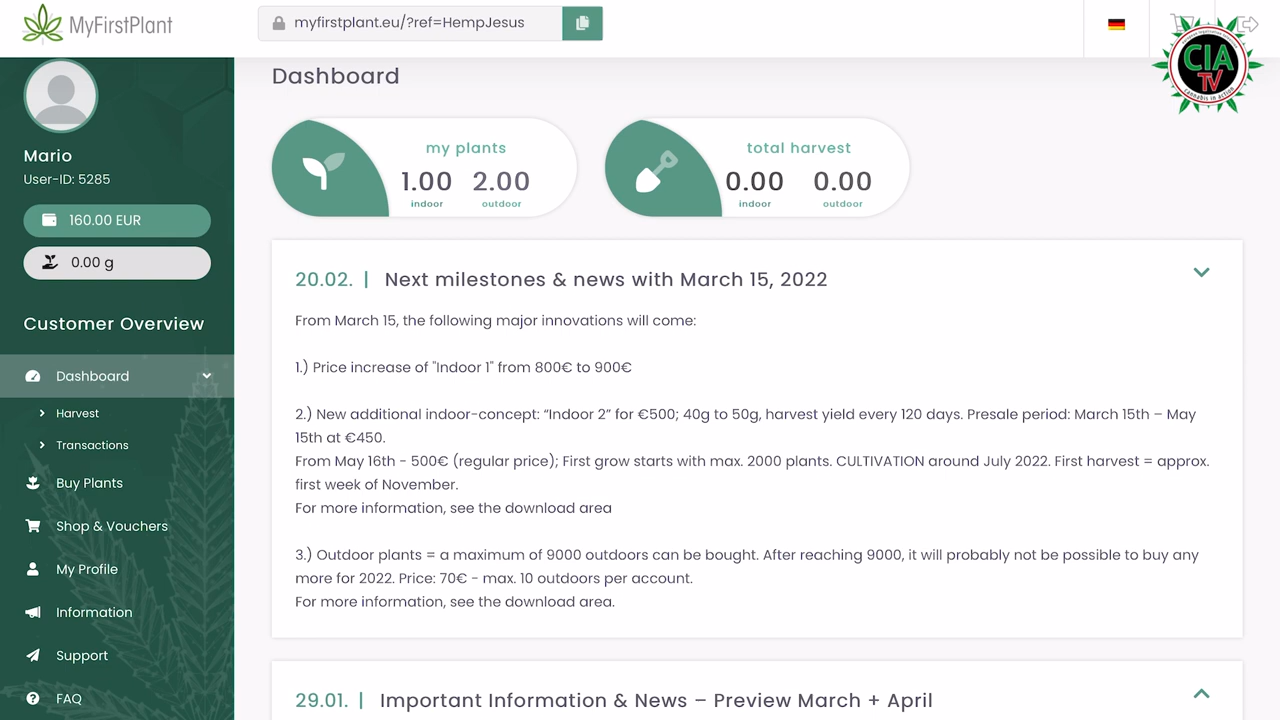 MyFirstPlant
myfirstplant.eu/?ref=HempJesus
CIA
TV
cannabis in action
Dashboard
Mario
User-ID: 5285
160.00 EUR
0.00 g
Customer Overview
Dashboard
Harvest
Transactions
Buy Plants
Shop & Vouchers
My Profile
Information
Support
FAQ
my plants
1.00 2.00
indoor outdoor
total harvest
0.00 0.00
indoor outdoor
20.02. | Next milestones & news with March 15, 2022
From March 15, the following major innovations will come:
1.) Price increase of "Indoor 1" from 800€ to 900€
2.) New additional indoor-concept: “Indoor 2” for €500; 40g to 50g, harvest yield every 120 days. Presale period: March 15th – May
15th at €450.
From May 16th - 500€ (regular price); First grow starts with max. 2000 plants. CULTIVATION around July 2022. First harvest = approx.
first week of November.
For more information, see the download area
3.) Outdoor plants = a maximum of 9000 outdoors can be bought. After reaching 9000, it will probably not be possible to buy any
more for 2022. Price: 70€ - max. 10 outdoors per account.
For more information, see the download area.
29.01. | Important Information & News – Preview March + April